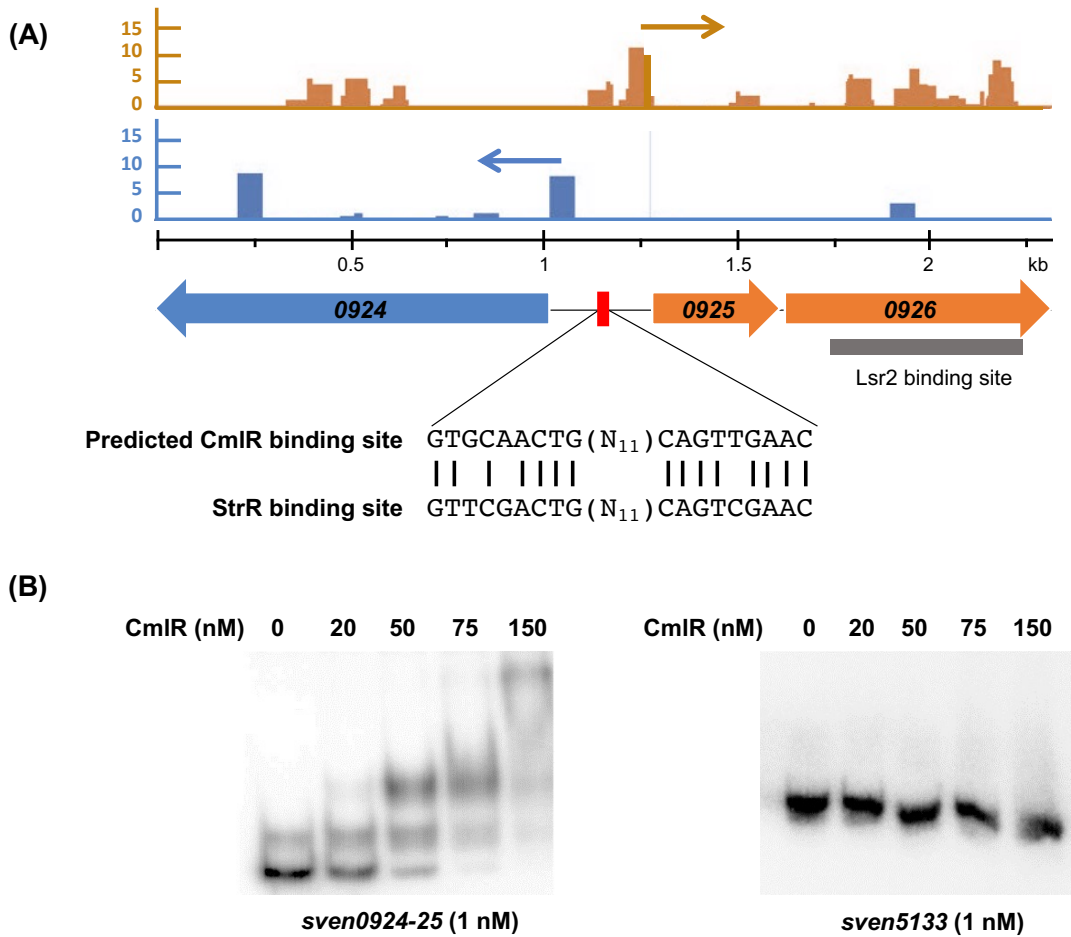 (A)
15
10
5
0
15
10
5
0
0.5 1 1.5 2 kb
0924 0925 0926
Lsr2 binding site
Predicted CmlR binding site GTGCAACTG(N11)CAGTTGAAC
StrR binding site GTTCGACTG(N11)CAGTCGAAC
(B)
CmlR (nM) 0 20 50 75 150
CmlR (nM) 0 20 50 75 150
sven0924-25 (1 nM)
sven5133 (1 nM)